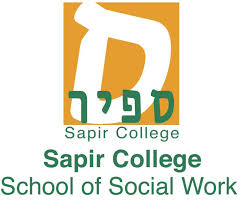 ס
ספיר
Sapir College
Sapir College
School of Social Work